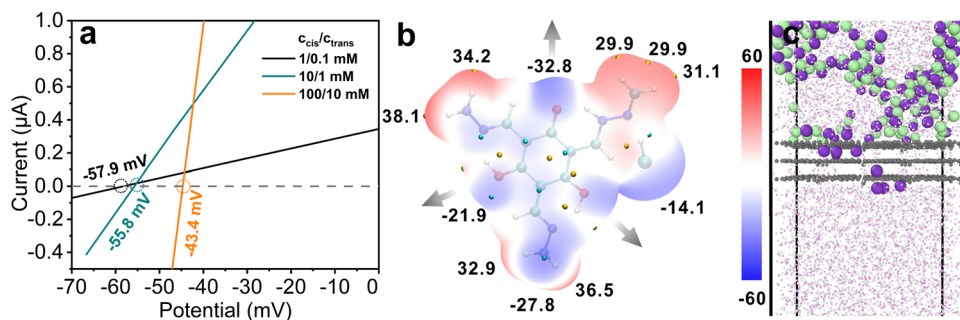 a
c_cis/c_trans
1/0.1 mM
10/1 mM
100/10 mM
-57.9 mV
-55.8 mV
-43.4 mV
1.0
0.8
0.6
0.4
0.2
0.0
-0.2
-0.4
Current (μA)
-70 -60 -50 -40 -30 -20 -10 0
Potential (mV)
b
34.2
-32.8
29.9 29.9
31.1
38.1
-21.9
-14.1
32.9
-27.8
36.5
60
-60
c